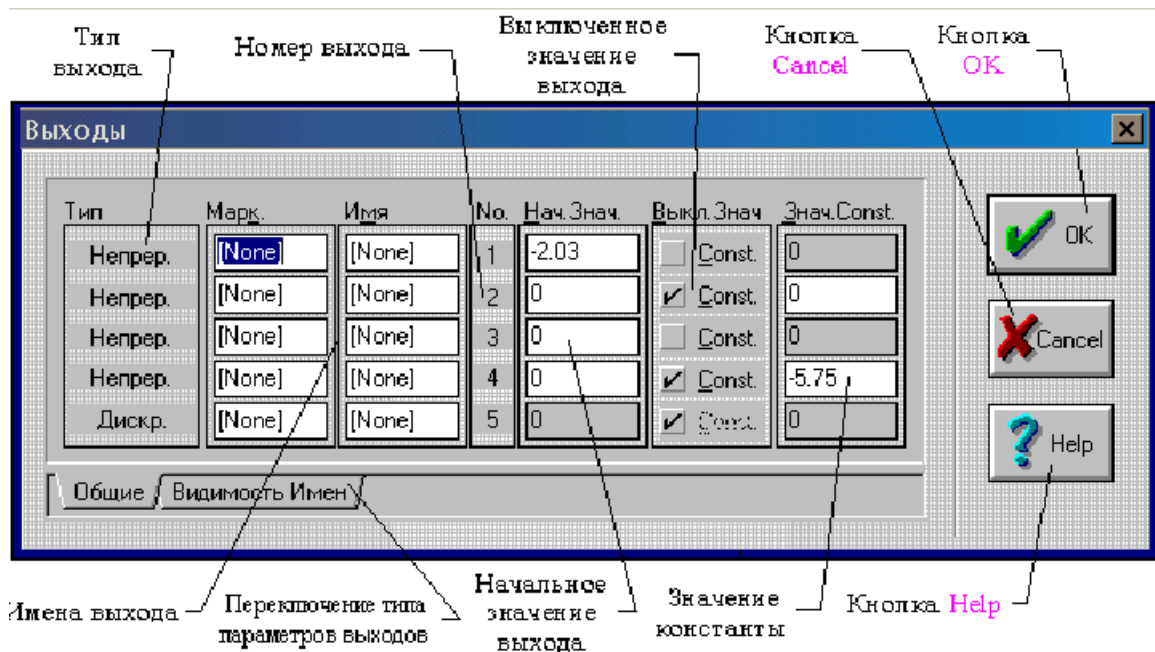 Тип
выхода
Номер выхода
Выключенное
значение
выхода
Кнопка
Cancel
Кнопка
OK
Выходы
Тип Марк. Имя No. Нач.Знач. Выкл.Знач Знач.Const.
Непрер. [None] [None] 1 -2.03 Const. 0
Непрер. [None] [None] 2 0 Const. 0
Непрер. [None] [None] 3 0 Const. 0
Непрер. [None] [None] 4 0 Const. -5.75
Дискр. [None] [None] 5 0 Const. 0
OK
Cancel
Help
Общие Видимость Имен
Имена выхода
Переключение типа
параметров выходов
Начальное
значение
выхода
Значение
константы
Кнопка Help